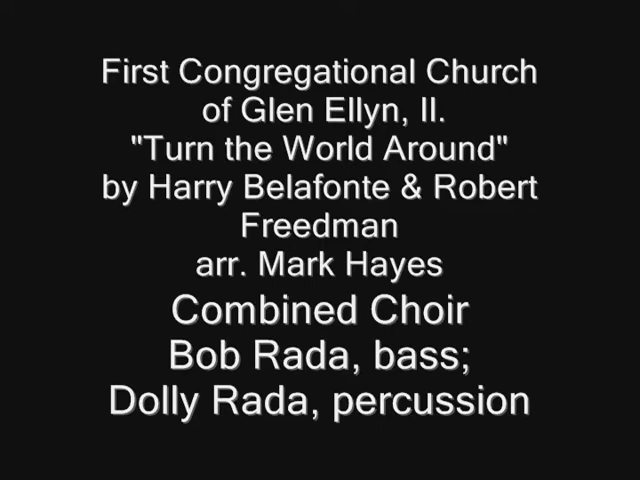 First Congregational Church
of Glen Ellyn, Il.
"Turn the World Around"
by Harry Belafonte & Robert
Freedman
arr. Mark Hayes
Combined Choir
Bob Rada, bass;
Dolly Rada, percussion